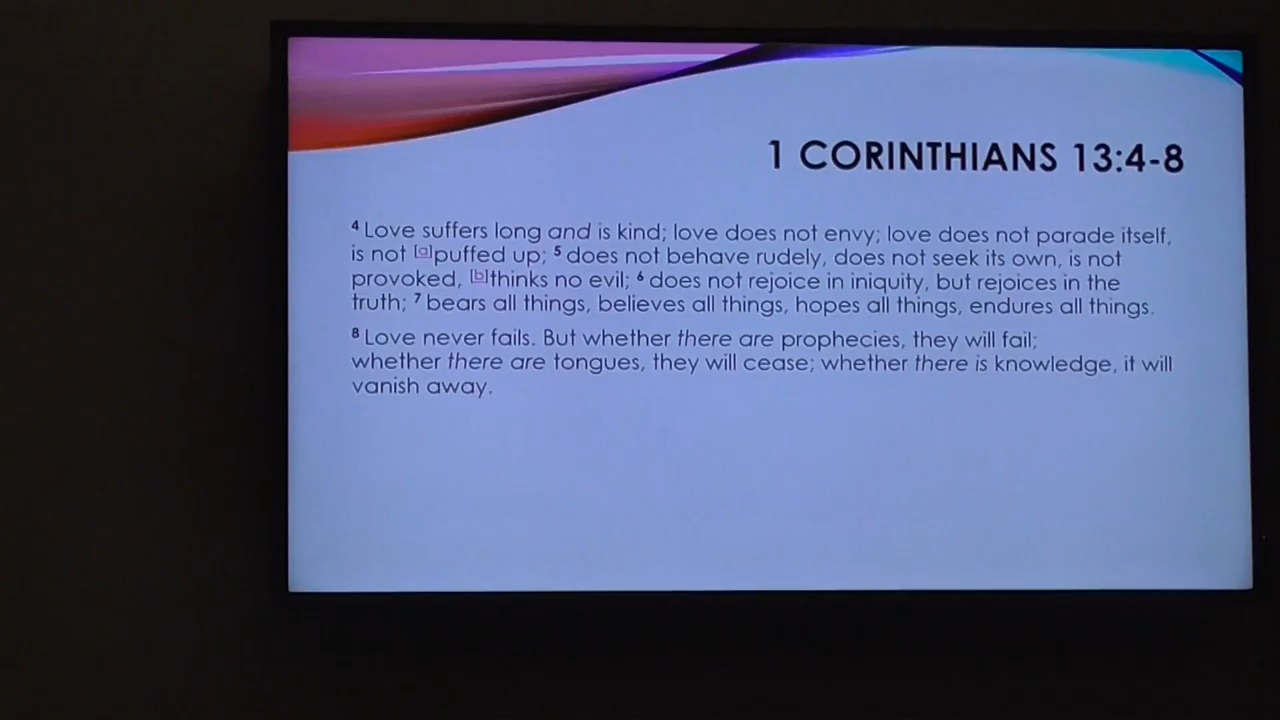 1 CORINTHIANS 13:4-8
4 Love suffers long and is kind; love does not envy; love does not parade itself,
is not [a]puffed up; 5 does not behave rudely, does not seek its own, is not
provoked, [b]thinks no evil; 6 does not rejoice in iniquity, but rejoices in the
truth; 7 bears all things, believes all things, hopes all things, endures all things.
8 Love never fails. But whether there are prophecies, they will fail;
whether there are tongues, they will cease; whether there is knowledge, it will
vanish away.